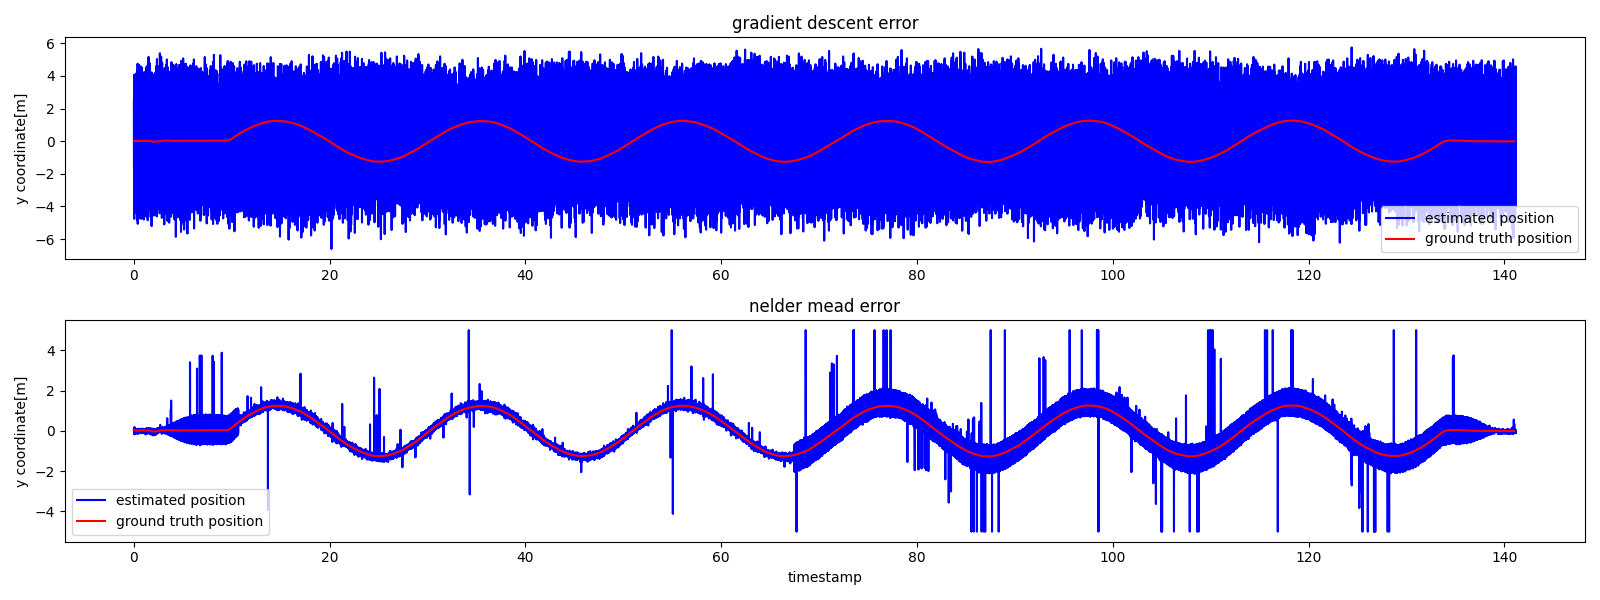 gradient descent error
6
4
2
0
−2
−4
−6
y coordinate[m]
estimated position
ground truth position
0 20 40 60 80 100 120 140
nelder mead error
4
2
0
−2
−4
y coordinate[m]
estimated position
ground truth position
0 20 40 60 80 100 120 140
timestamp